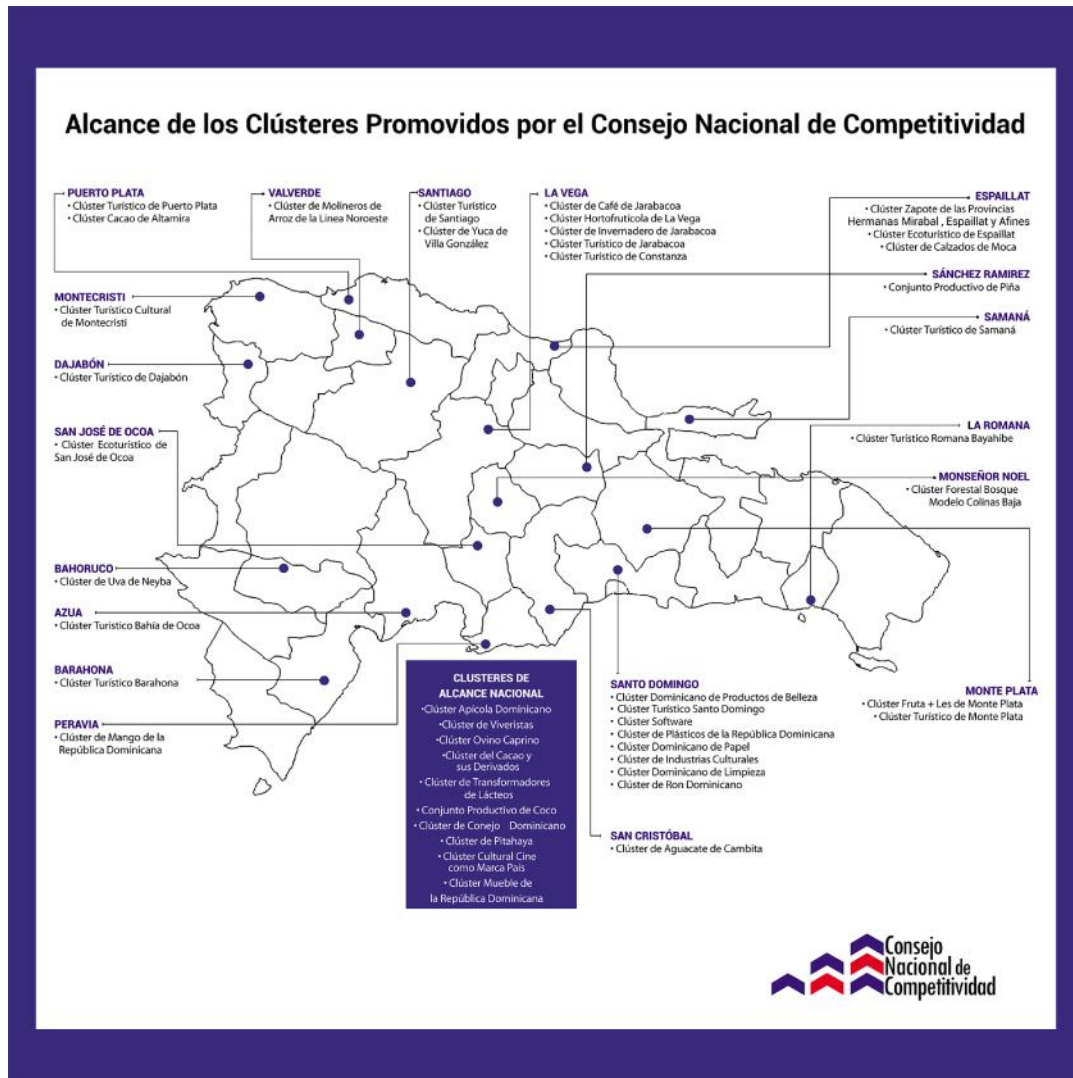 Alcance de los Clústeres Promovidos por el Consejo Nacional de Competitividad
PUERTO PLATA
• Clúster Turístico de Puerto Plata
• Clúster Cacao de Altamira
VALVERDE
• Clúster de Molineros de
Arroz de la Linea Noroeste
SANTIAGO
• Clúster Turístico
de Santiago
• Clúster de Yuca de
Villa González
LA VEGA
• Clúster de Café de Jarabacoa
• Clúster Hortofrutícola de La Vega
• Clúster de Invernadero de Jarabacoa
• Clúster Turístico de Jarabacoa
• Clúster Turístico de Constanza
ESPAILLAT
• Clúster Zapote de las Provincias
Hermanas Mirabal , Espaillat y Afines
• Clúster Ecoturístico de Espaillat
• Clúster de Calzados de Moca
SÁNCHEZ RAMIREZ
• Conjunto Productivo de Piña
SAMANÁ
• Clúster Turístico de Samaná
LA ROMANA
• Clúster Turístico Romana Bayahibe
MONSEÑOR NOEL
• Clúster Forestal Bosque
Modelo Colinas Baja
MONTECRISTI
• Clúster Turístico Cultural
de Montecristi
DAJABÓN
• Clúster Turístico de Dajabón
SAN JOSÉ DE OCOA
• Clúster Ecoturístico de
San José de Ocoa
BAHORUCO
• Clúster de Uva de Neyba
AZUA
• Clúster Turistico Bahía de Ocoa
BARAHONA
• Clúster Turístico Barahona
PERAVIA
• Clúster de Mango de la
República Dominicana
CLUSTERES DE
ALCANCE NACIONAL
•Clúster Apícola Dominicano
•Clúster de Viveristas
•Clúster Ovino Caprino
•Clúster del Cacao y
sus Derivados
•Clúster de Transformadores
de Lácteos
• Conjunto Productivo de Coco
• Clúster de Conejo Dominicano
• Clúster de Pitahaya
• Clúster Cultural Cine
como Marca País
• Clúster Mueble de
la República Dominicana
SANTO DOMINGO
• Clúster Dominicano de Productos de Belleza
• Clúster Turístico Santo Domingo
• Clúster Software
• Clúster de Plásticos de la República Dominicana
• Clúster Dominicano de Papel
• Clúster de Industrias Culturales
• Clúster Dominicano de Limpieza
• Clúster de Ron Dominicano
SAN CRISTÓBAL
• Clúster de Aguacate de Cambita
MONTE PLATA
• Clúster Fruta + Les de Monte Plata
• Clúster Turístico de Monte Plata
Consejo
Nacional de
Competitividad